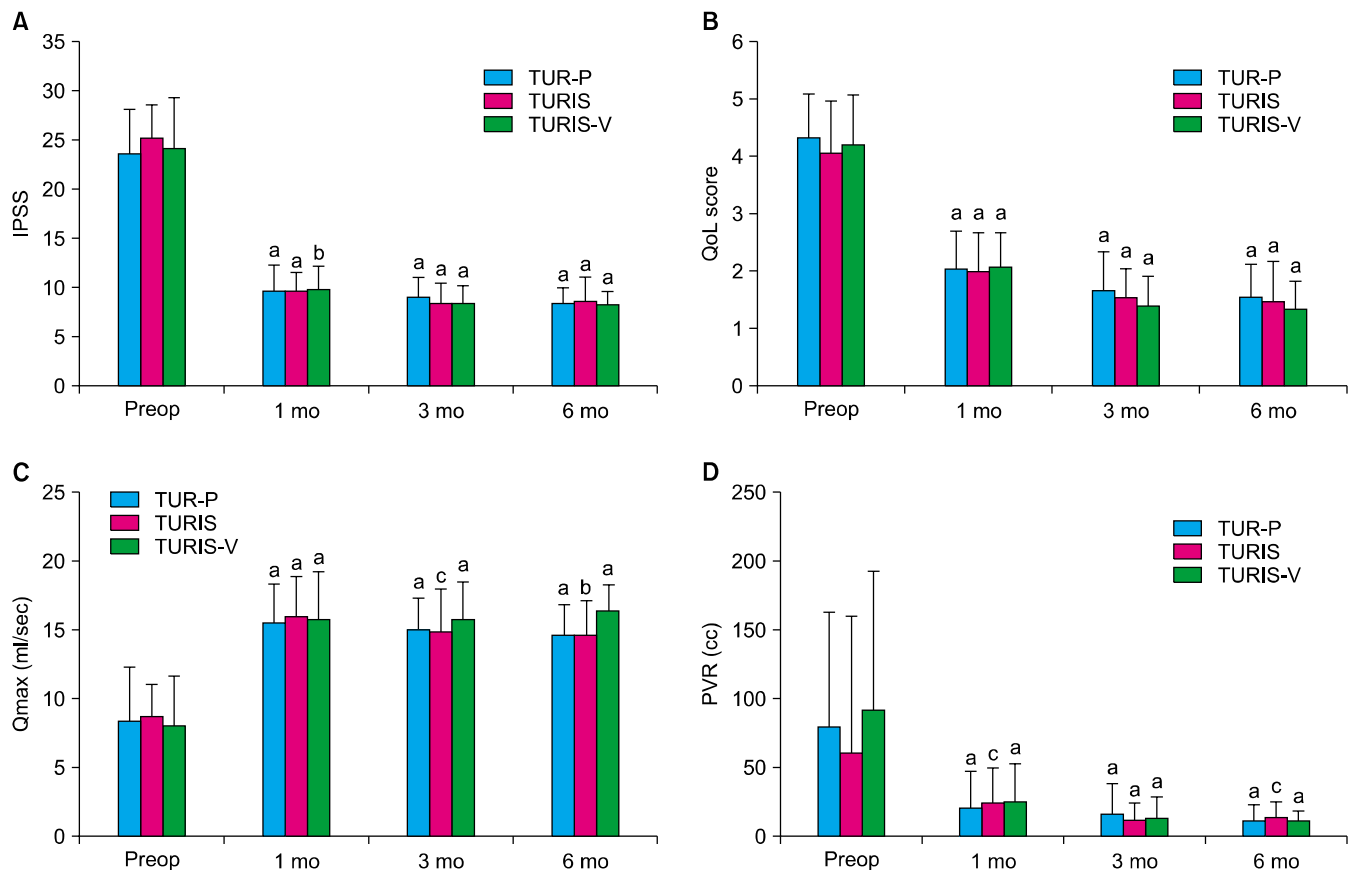 A
IPSS
40
35
30
25
20
15
10
5
0
TUR-P
TURIS
TURIS-V
a a b
a a a
a a a
Preop 1 mo 3 mo 6 mo
B
QoL score
6
5
4
3
2
1
0
TUR-P
TURIS
TURIS-V
a a a
a a a
a a a
Preop 1 mo 3 mo 6 mo
C
Qmax (ml/sec)
25
20
15
10
5
0
TUR-P
TURIS
TURIS-V
a a a
a c a
a b a
Preop 1 mo 3 mo 6 mo
D
PVR (cc)
250
200
150
100
50
0
TUR-P
TURIS
TURIS-V
a c a
a a a
a c a
Preop 1 mo 3 mo 6 mo